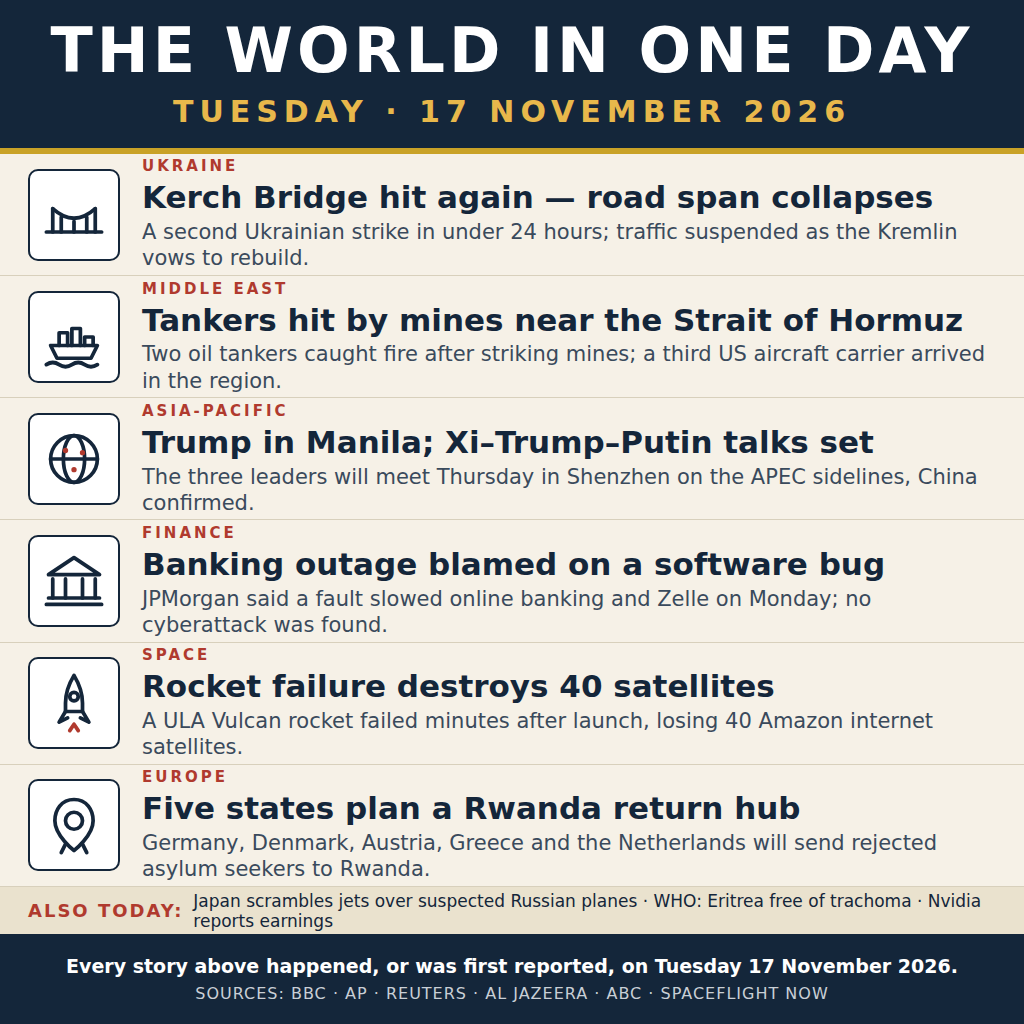 THE WORLD IN ONE DAY
TUESDAY · 17 NOVEMBER 2026
UKRAINE
Kerch Bridge hit again — road span collapses
A second Ukrainian strike in under 24 hours; traffic suspended as the Kremlin
vows to rebuild.
MIDDLE EAST
Tankers hit by mines near the Strait of Hormuz
Two oil tankers caught fire after striking mines; a third US aircraft carrier arrived
in the region.
ASIA-PACIFIC
Trump in Manila; Xi–Trump–Putin talks set
The three leaders will meet Thursday in Shenzhen on the APEC sidelines, China
confirmed.
FINANCE
Banking outage blamed on a software bug
JPMorgan said a fault slowed online banking and Zelle on Monday; no
cyberattack was found.
SPACE
Rocket failure destroys 40 satellites
A ULA Vulcan rocket failed minutes after launch, losing 40 Amazon internet
satellites.
EUROPE
Five states plan a Rwanda return hub
Germany, Denmark, Austria, Greece and the Netherlands will send rejected
asylum seekers to Rwanda.
ALSO TODAY: Japan scrambles jets over suspected Russian planes · WHO: Eritrea free of trachoma · Nvidia
reports earnings
Every story above happened, or was first reported, on Tuesday 17 November 2026.
SOURCES: BBC · AP · REUTERS · AL JAZEERA · ABC · SPACEFLIGHT NOW